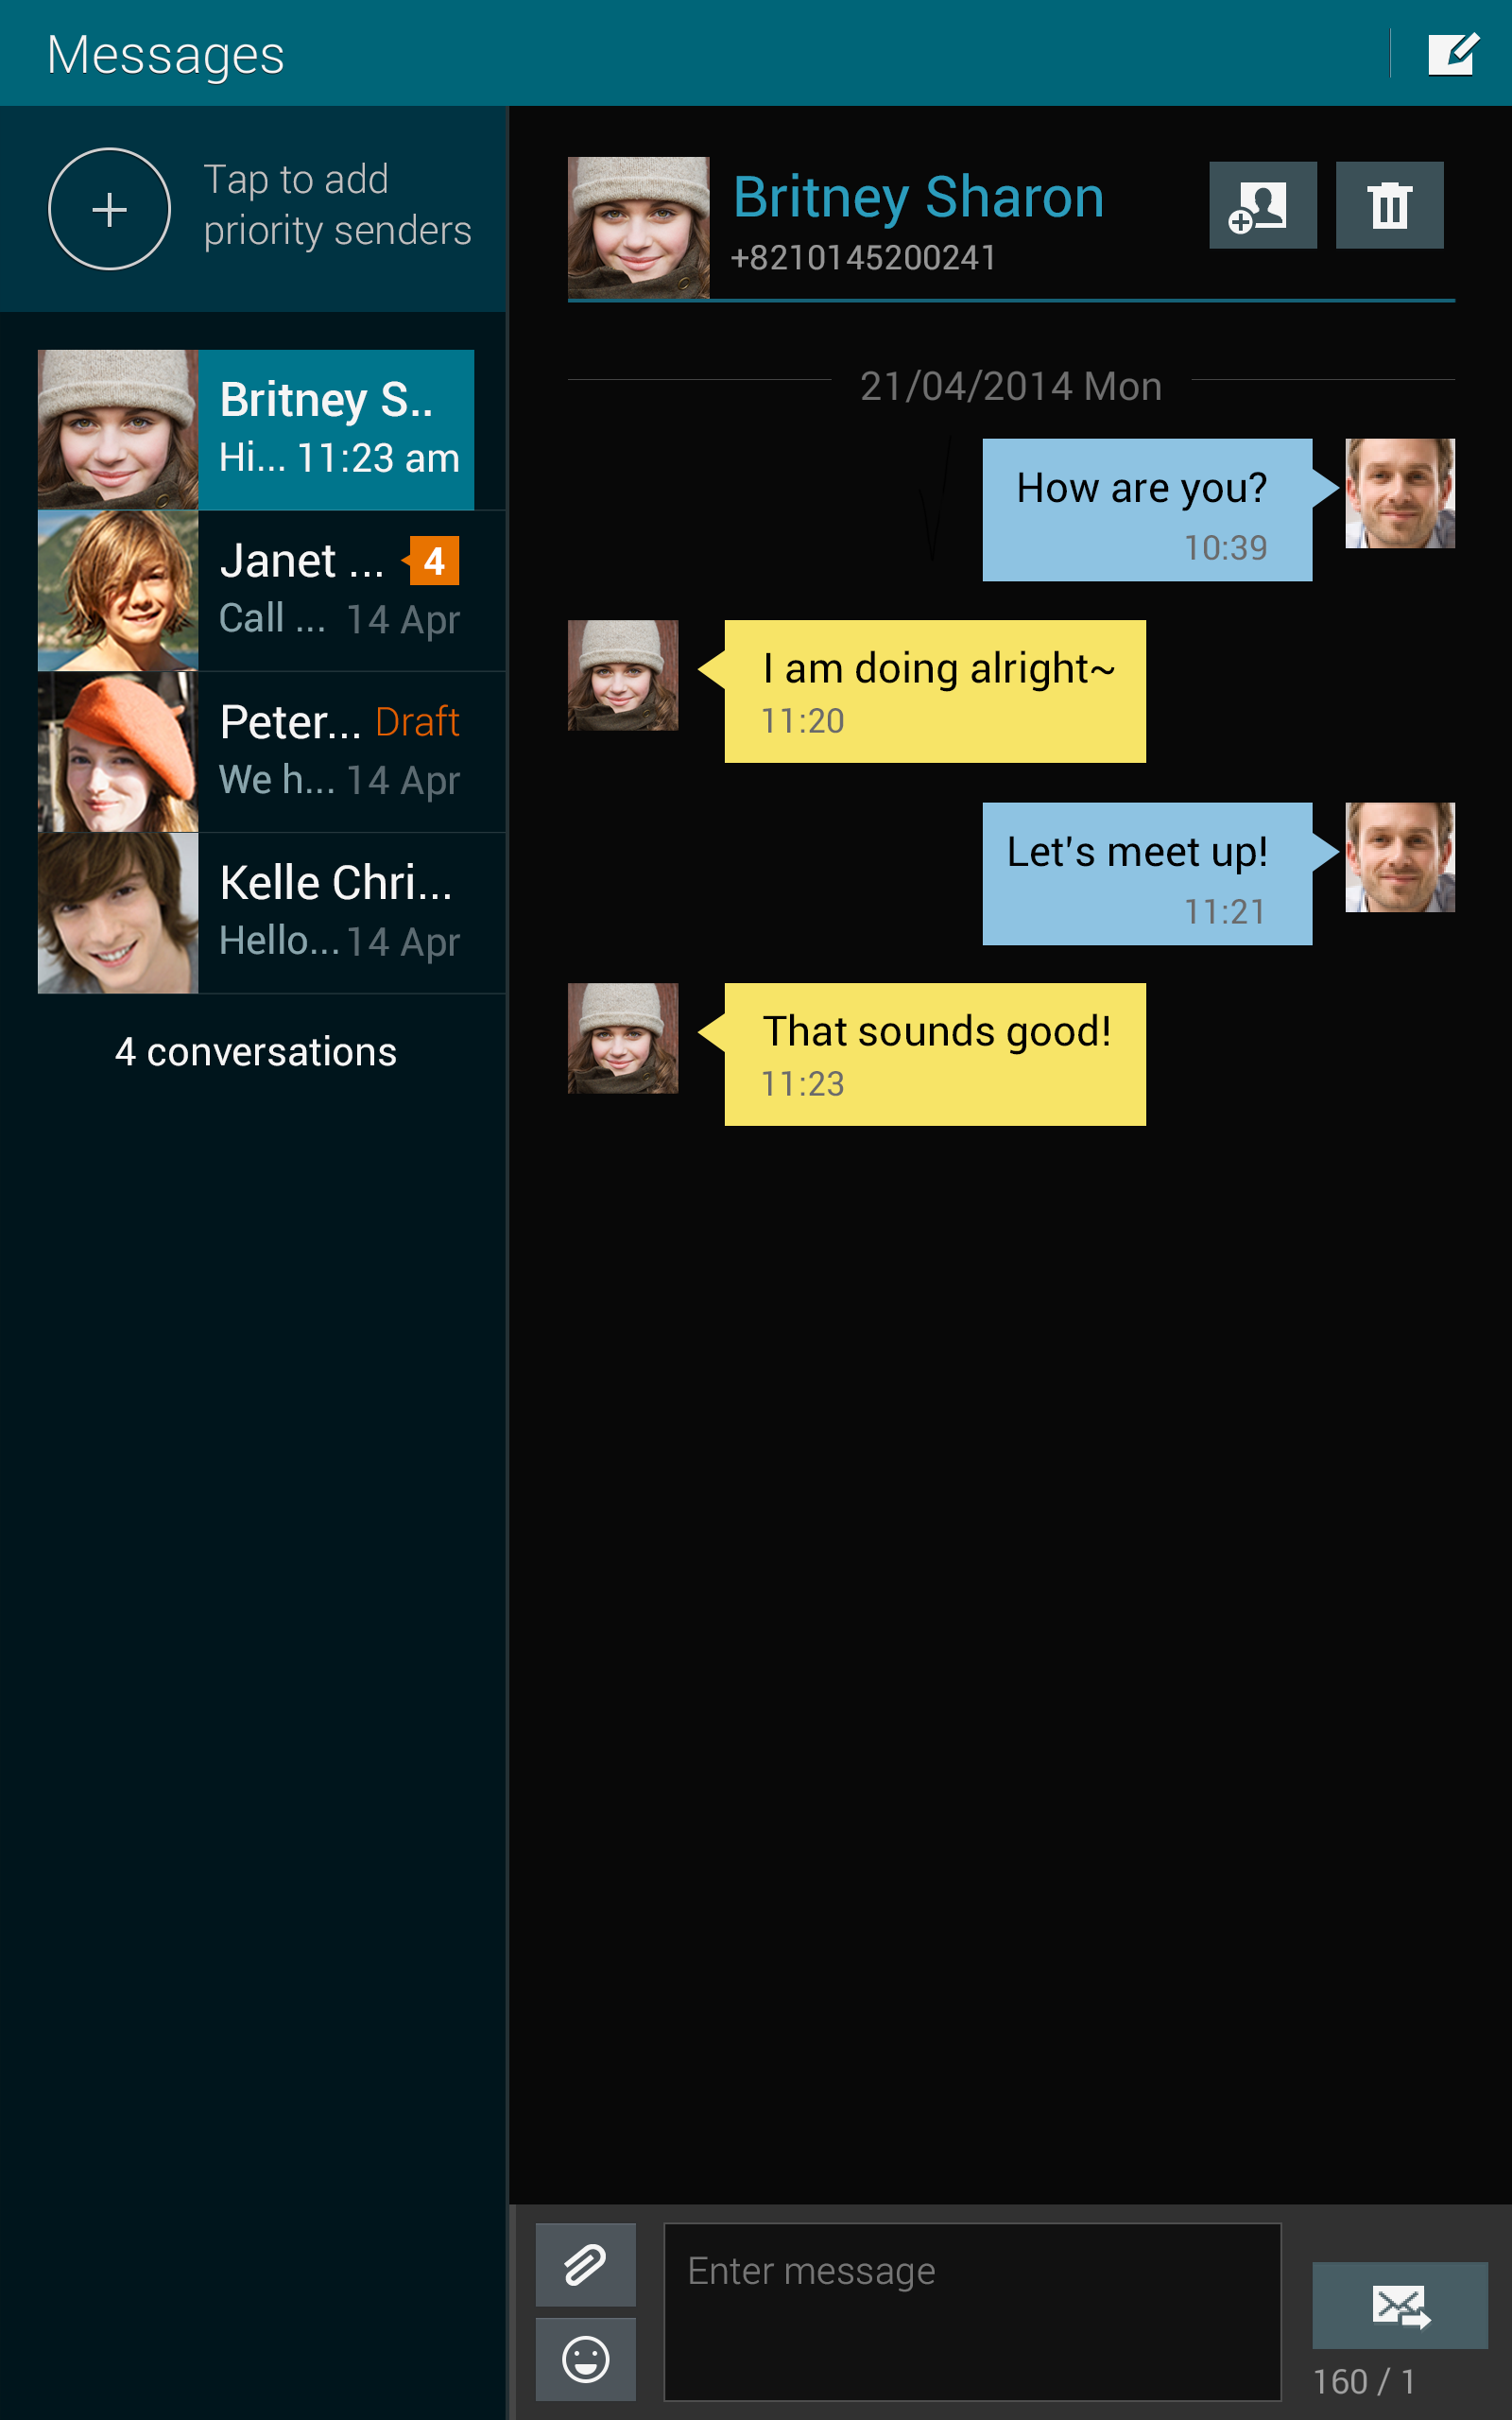 Messages
Tap to add
priority senders
Britney S..
Hi... 11:23 am
Janet ... 4
Call ... 14 Apr
Peter... Draft
We h... 14 Apr
Kelle Chri...
Hello... 14 Apr
4 conversations
Britney Sharon
+8210145200241
21/04/2014 Mon
How are you?
10:39
I am doing alright~
11:20
Let's meet up!
11:21
That sounds good!
11:23
Enter message
160 / 1